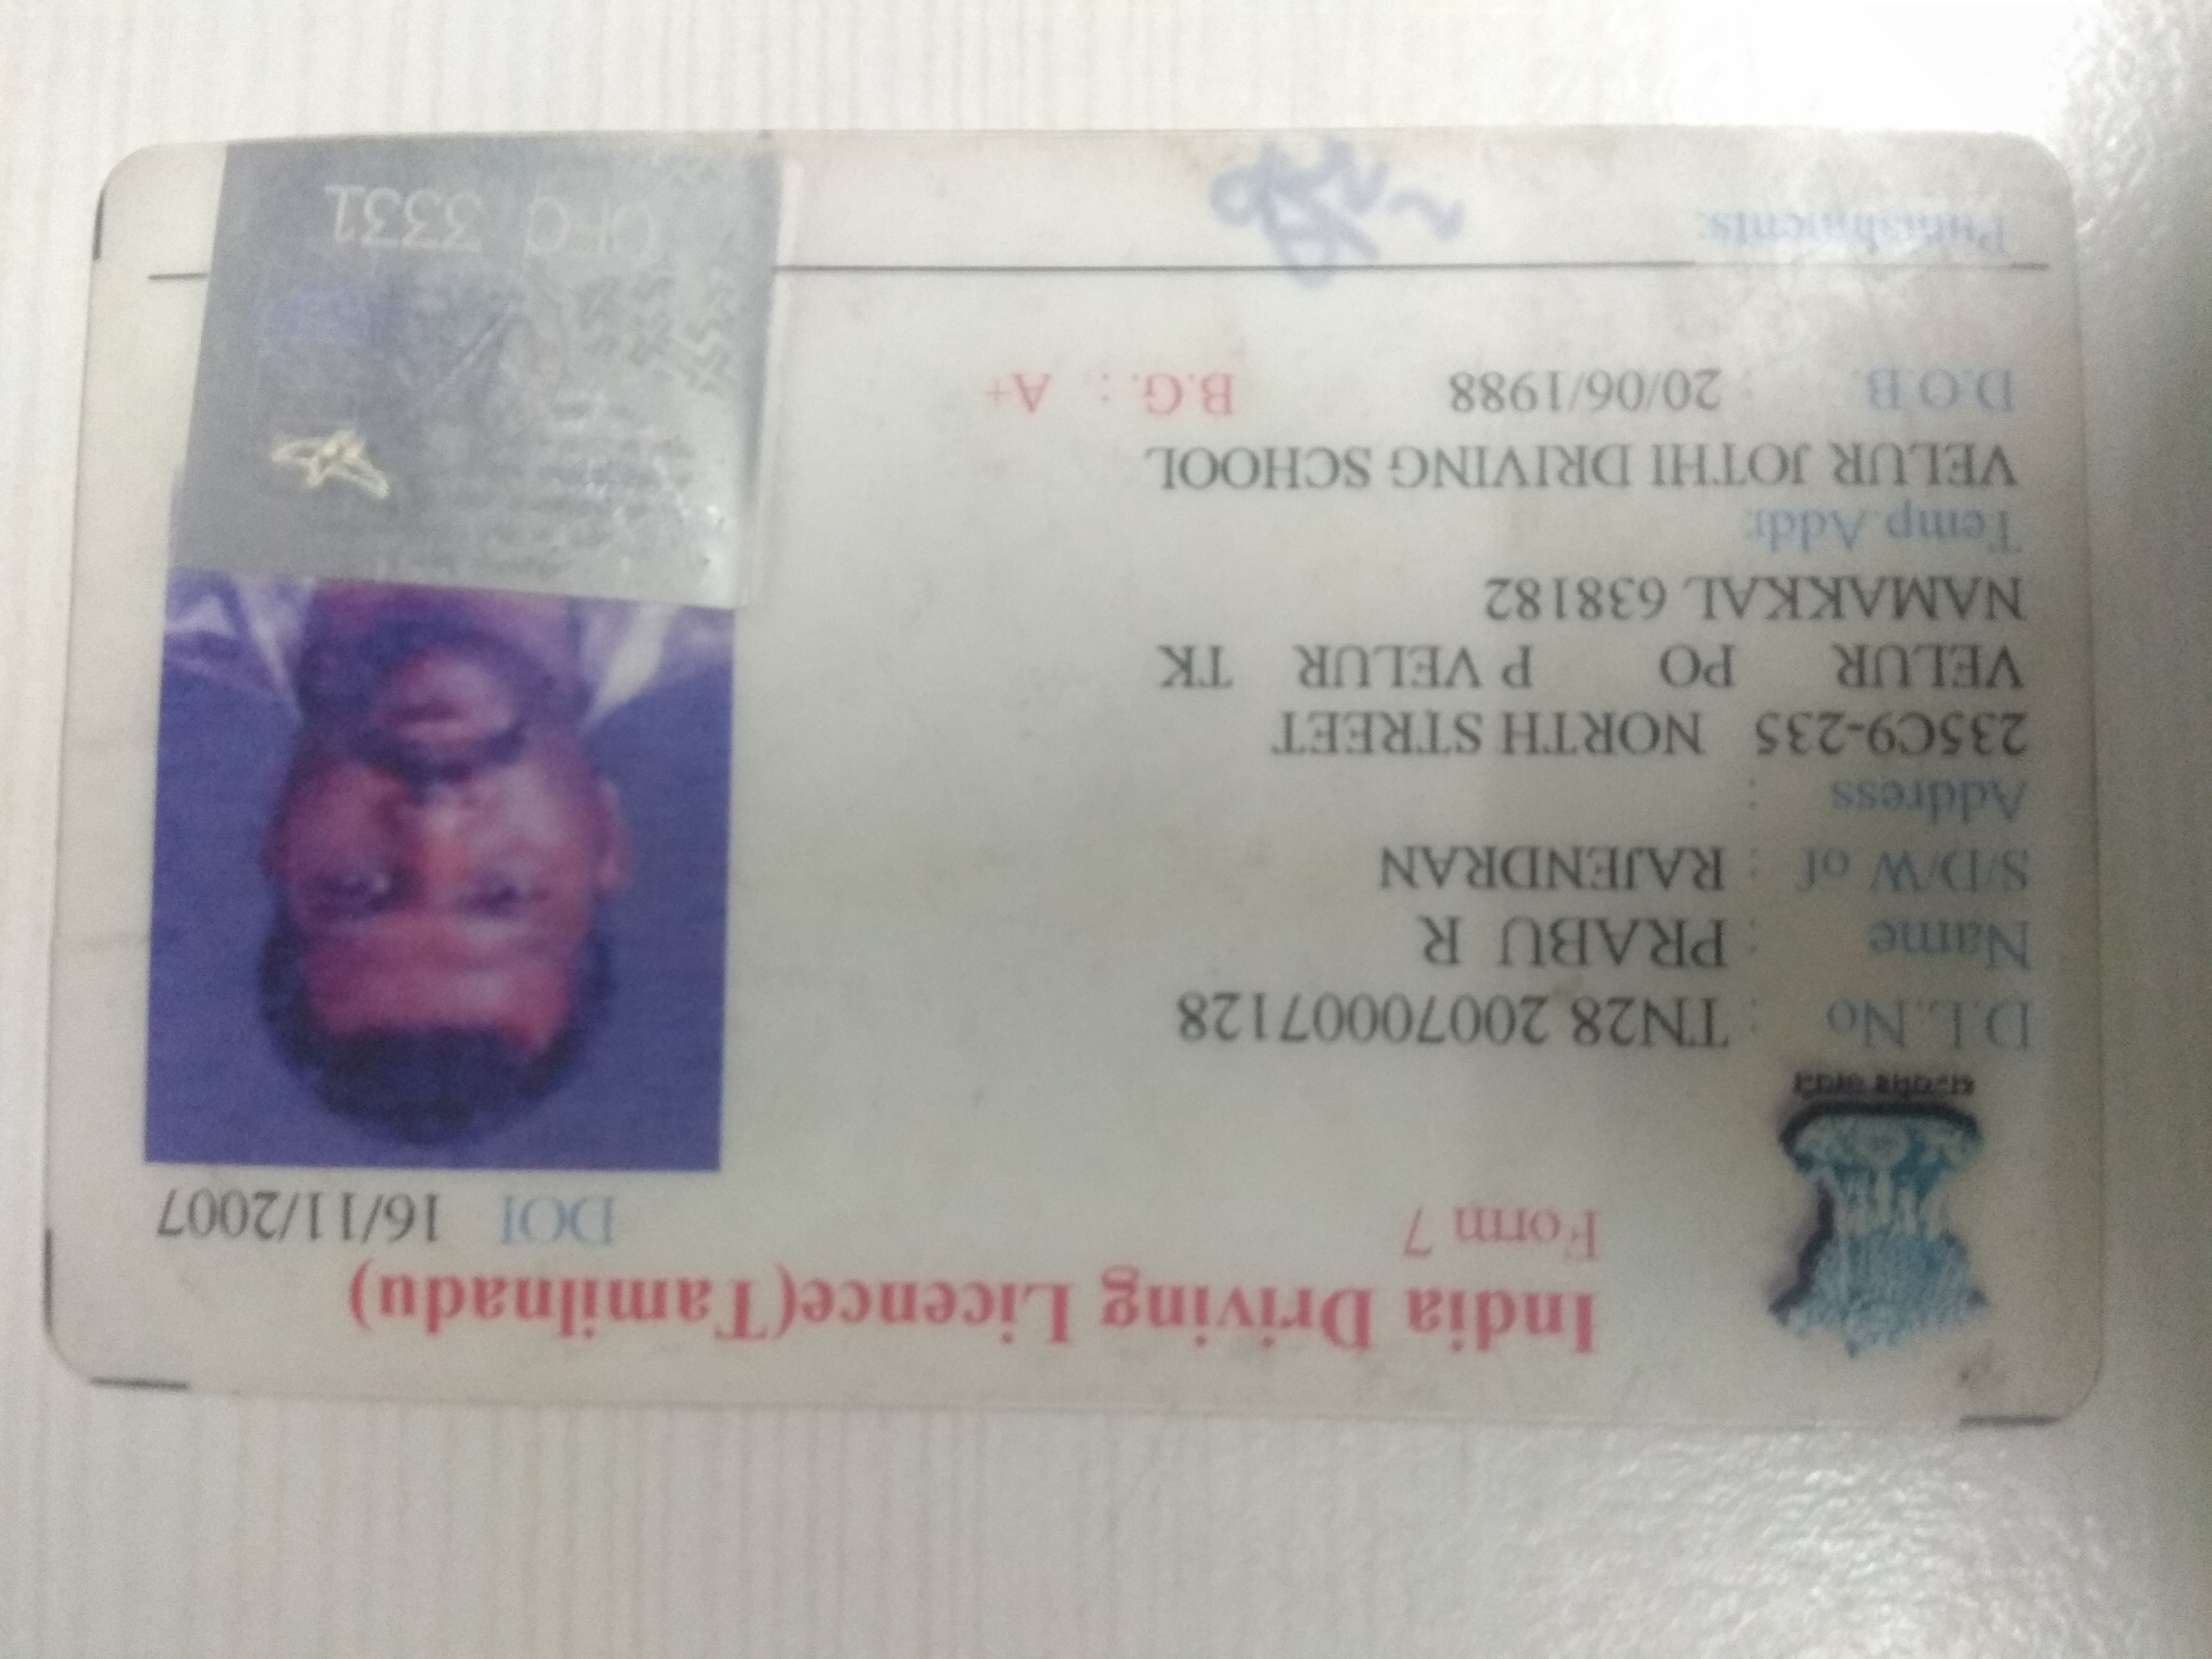 India Driving Licence(Tamilnadu)
Form 7
DOI 16/11/2007
D.L.No : TN28 20070007128
Name : PRABU R
S/D/W of : RAJENDRAN
Address :
235C9-235 NORTH STREET
VELUR PO P VELUR TK
NAMAKKAL 638182
Temp.Addr:
VELUR JOTHI DRIVING SCHOOL
D.O.B. : 20/06/1988 B.G. : A+
Punishments:
OFC 3331